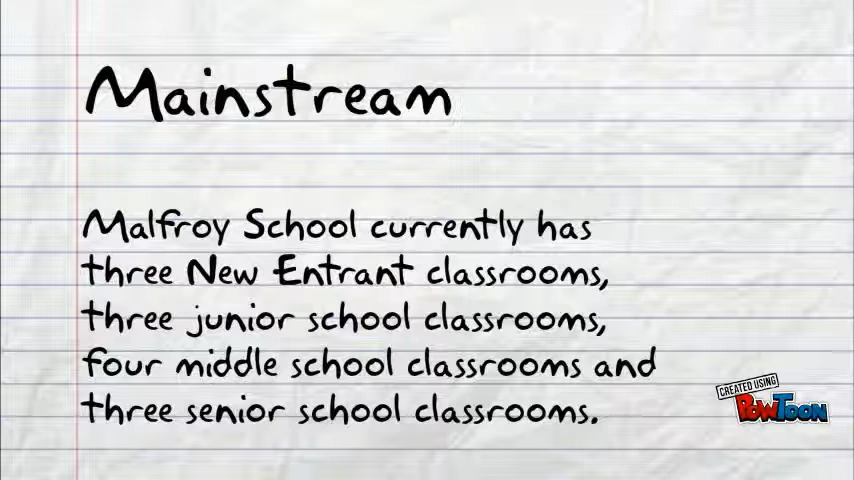 Mainstream
Malfroy School currently has
three New Entrant classrooms,
three junior school classrooms,
four middle school classrooms and
three senior school classrooms.
CREATED USING
POWTOON